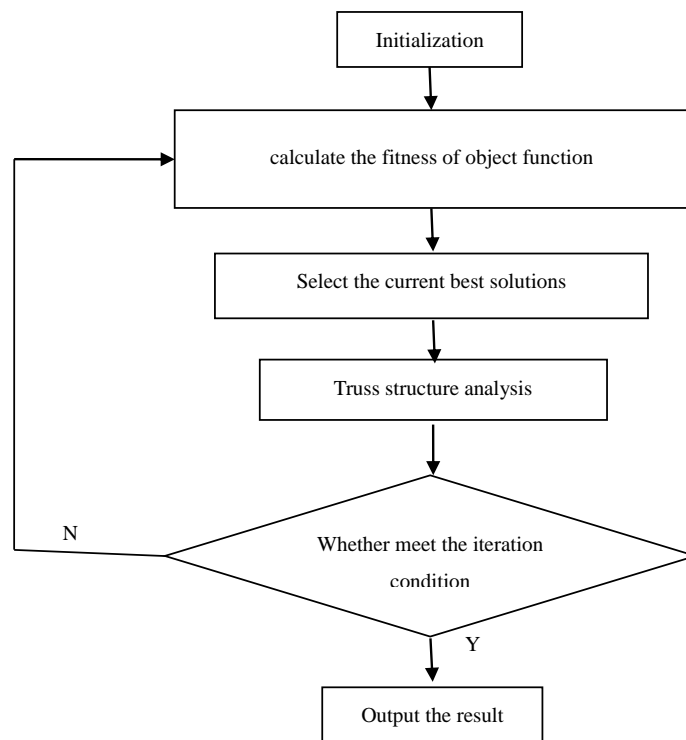 Initialization
calculate the fitness of object function
Select the current best solutions
Truss structure analysis
N
Whether meet the iteration
condition
Y
Output the result